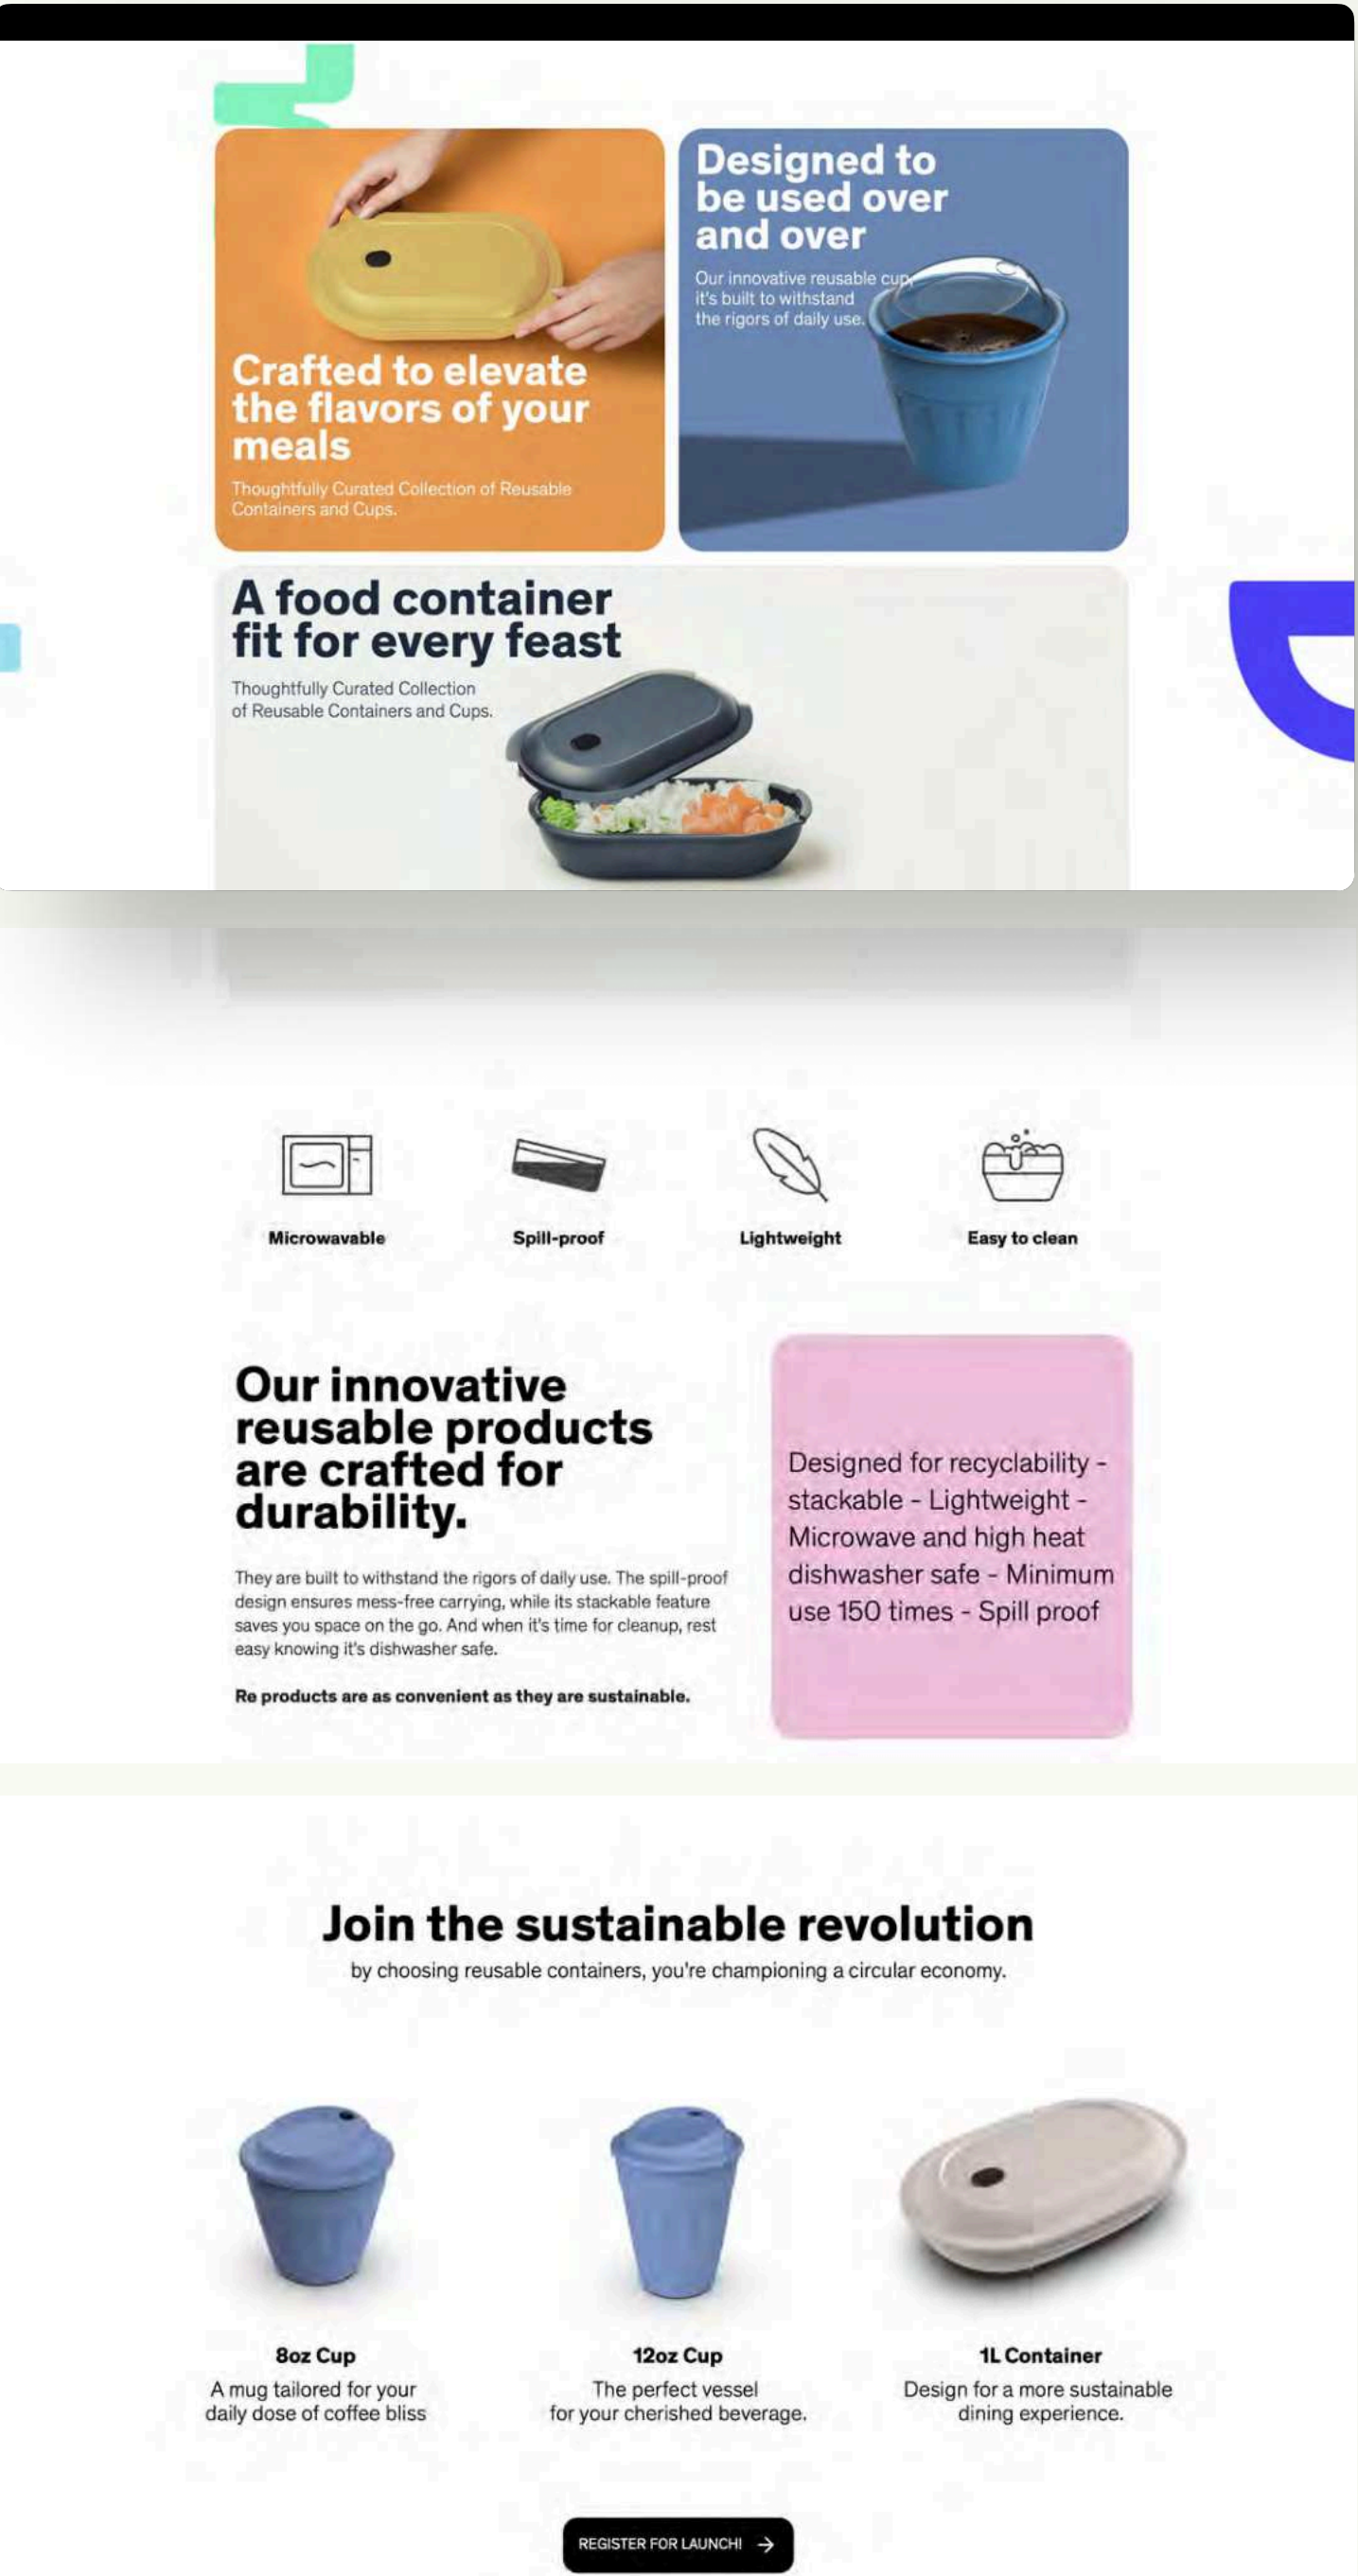 Crafted to elevate
the flavors of your
meals
Thoughtfully Curated Collection of Reusable
Containers and Cups.
Designed to
be used over
and over
Our innovative reusable cup,
it's built to withstand
the rigors of daily use.
A food container
fit for every feast
Thoughtfully Curated Collection
of Reusable Containers and Cups.
Microwavable
Spill-proof
Lightweight
Easy to clean
Our innovative
reusable products
are crafted for
durability.
They are built to withstand the rigors of daily use. The spill-proof
design ensures mess-free carrying, while its stackable feature
saves you space on the go. And when it's time for cleanup, rest
easy knowing it's dishwasher safe.
Re products are as convenient as they are sustainable.
Designed for recyclability -
stackable - Lightweight -
Microwave and high heat
dishwasher safe - Minimum
use 150 times - Spill proof
Join the sustainable revolution
by choosing reusable containers, you're championing a circular economy.
8oz Cup
A mug tailored for your
daily dose of coffee bliss
12oz Cup
The perfect vessel
for your cherished beverage.
1L Container
Design for a more sustainable
dining experience.
REGISTER FOR LAUNCH! →